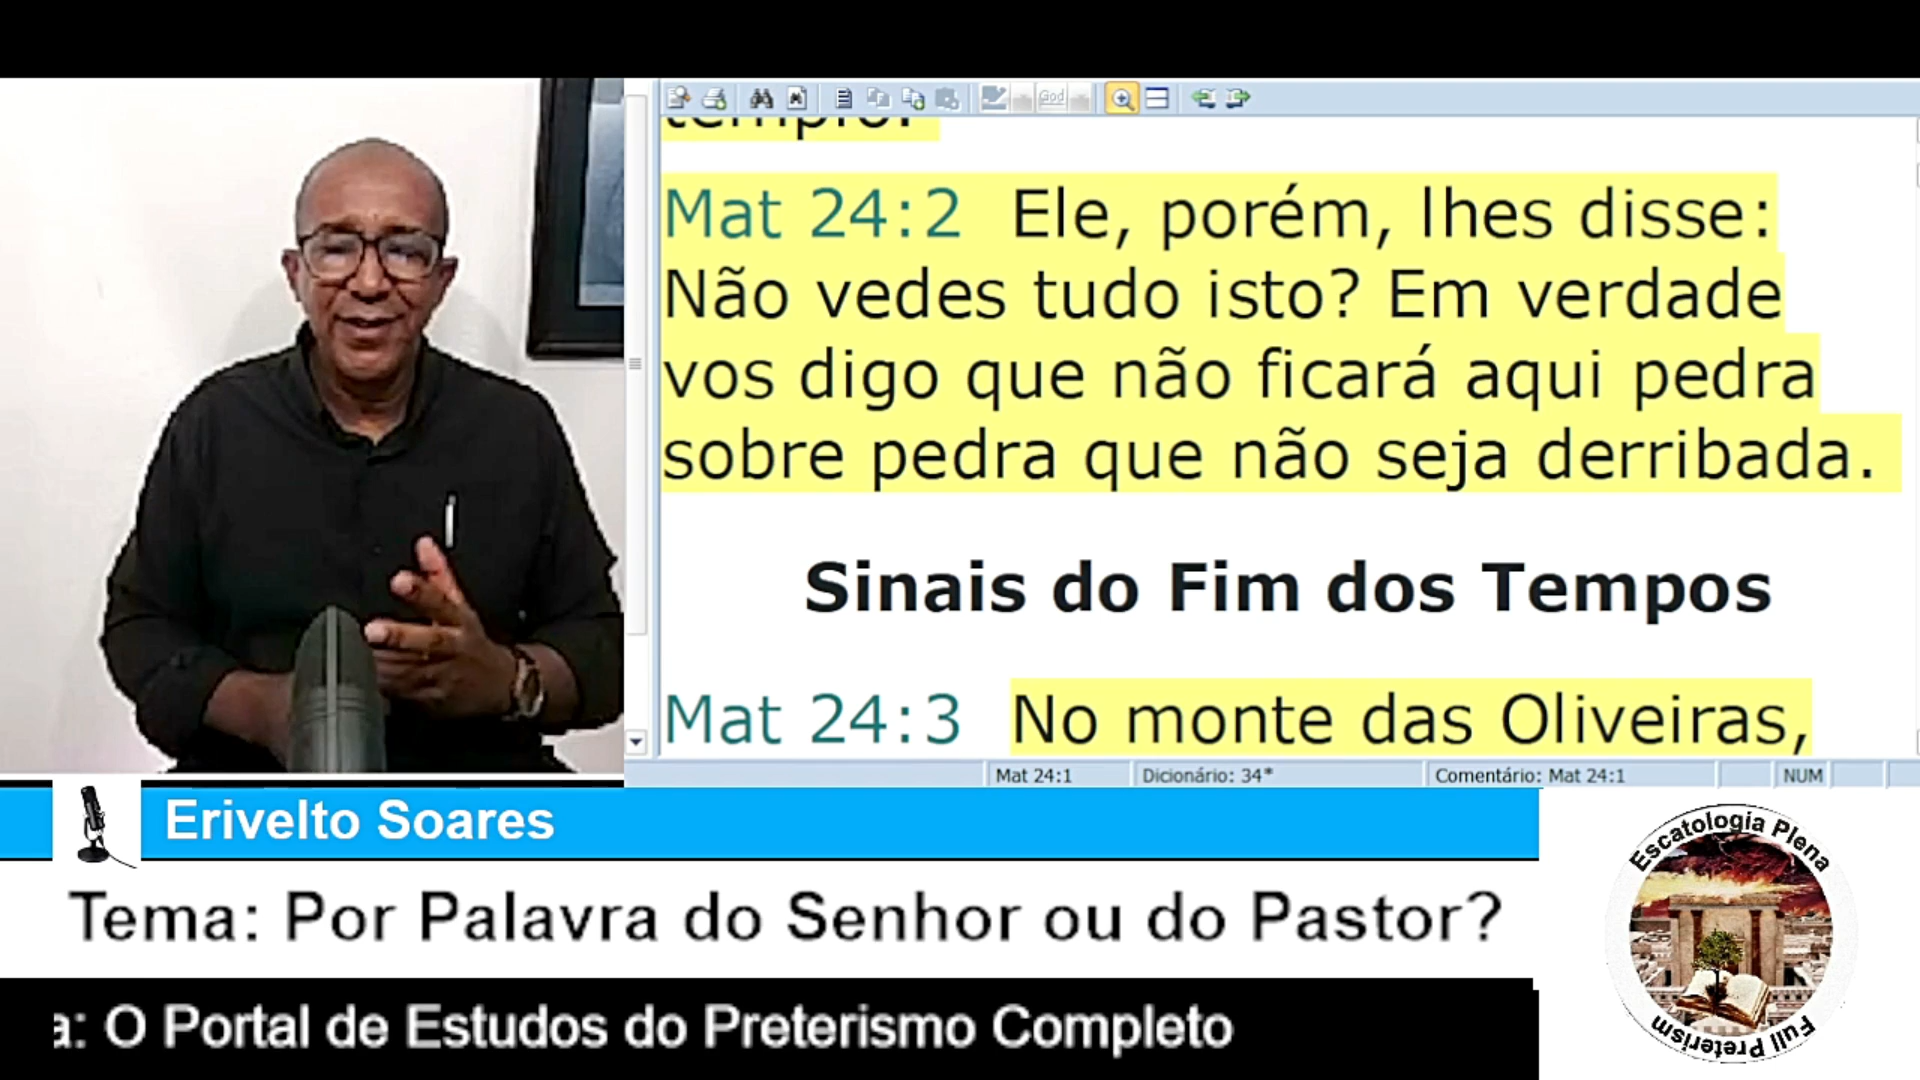 God
templo.
Mat 24:2 Ele, porém, lhes disse:
Não vedes tudo isto? Em verdade
vos digo que não ficará aqui pedra
sobre pedra que não seja derribada.
Sinais do Fim dos Tempos
Mat 24:3 No monte das Oliveiras,
Mat 24:1 Dicionário: 34* Comentário: Mat 24:1 NUM
Erivelto Soares
Tema: Por Palavra do Senhor ou do Pastor?
a: O Portal de Estudos do Preterismo Completo
Escatologia Plena
Full Preterism